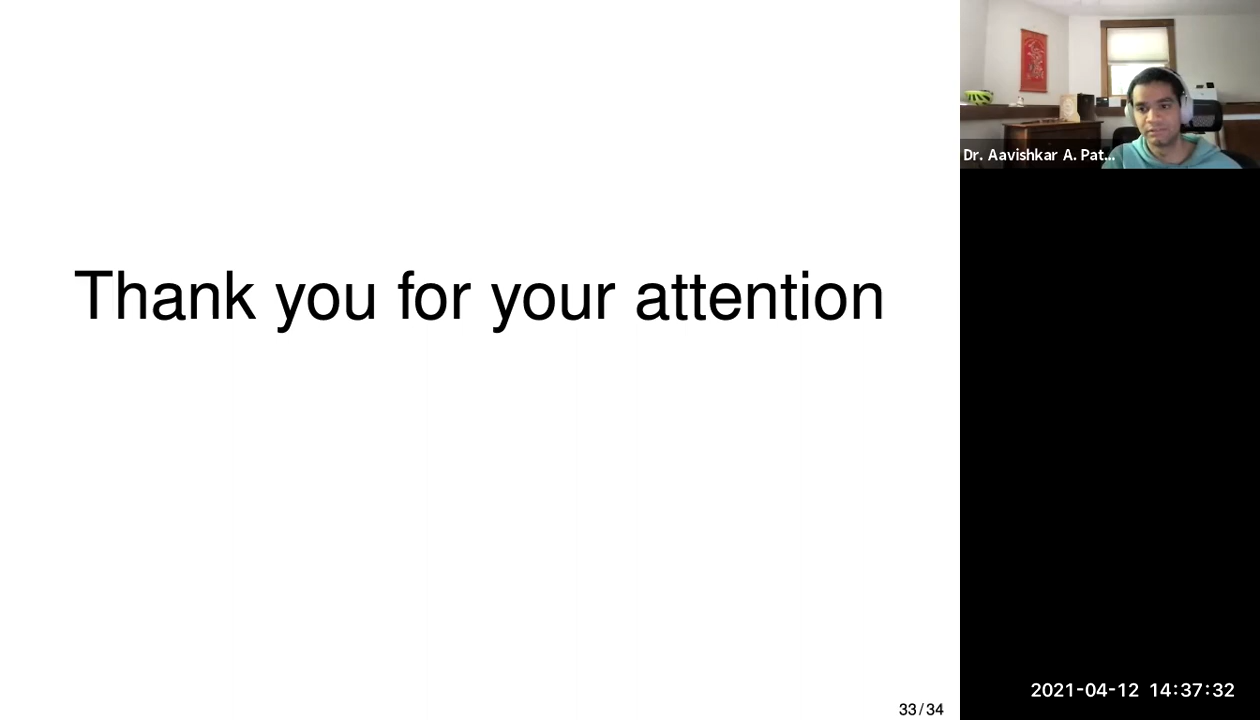 Thank you for your attention
33/34
Dr. Aavishkar A. Pat...
2021-04-12 14:37:32